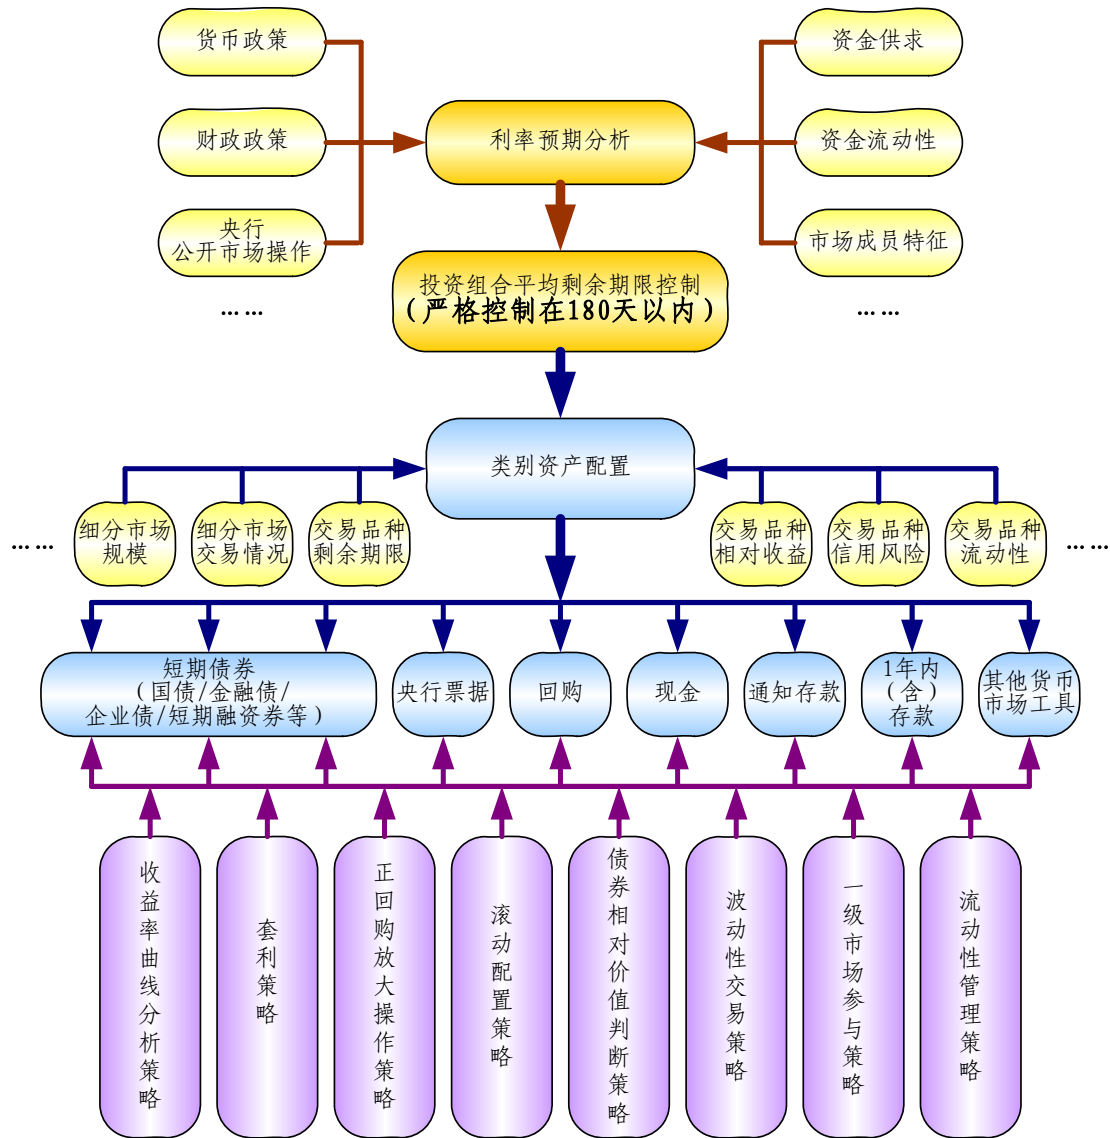 货币政策
资金供求
财政政策
利率预期分析
资金流动性
央行
公开市场操作
市场成员特征
……
投资组合平均剩余期限控制
（严格控制在180天以内）
……
类别资产配置
……
细分市场
规模
细分市场
交易情况
交易品种
剩余期限
交易品种
相对收益
交易品种
信用风险
交易品种
流动性
……
短期债券
（国债/金融债/
企业债/短期融资券等）
央行票据
回购
现金
通知存款
1年内
（含）
存款
其他货币
市场工具
收益率曲线分析策略
套利策略
正回购放大操作策略
滚动配置策略
债券相对价值判断策略
波动性交易策略
一级市场参与策略
流动性管理策略